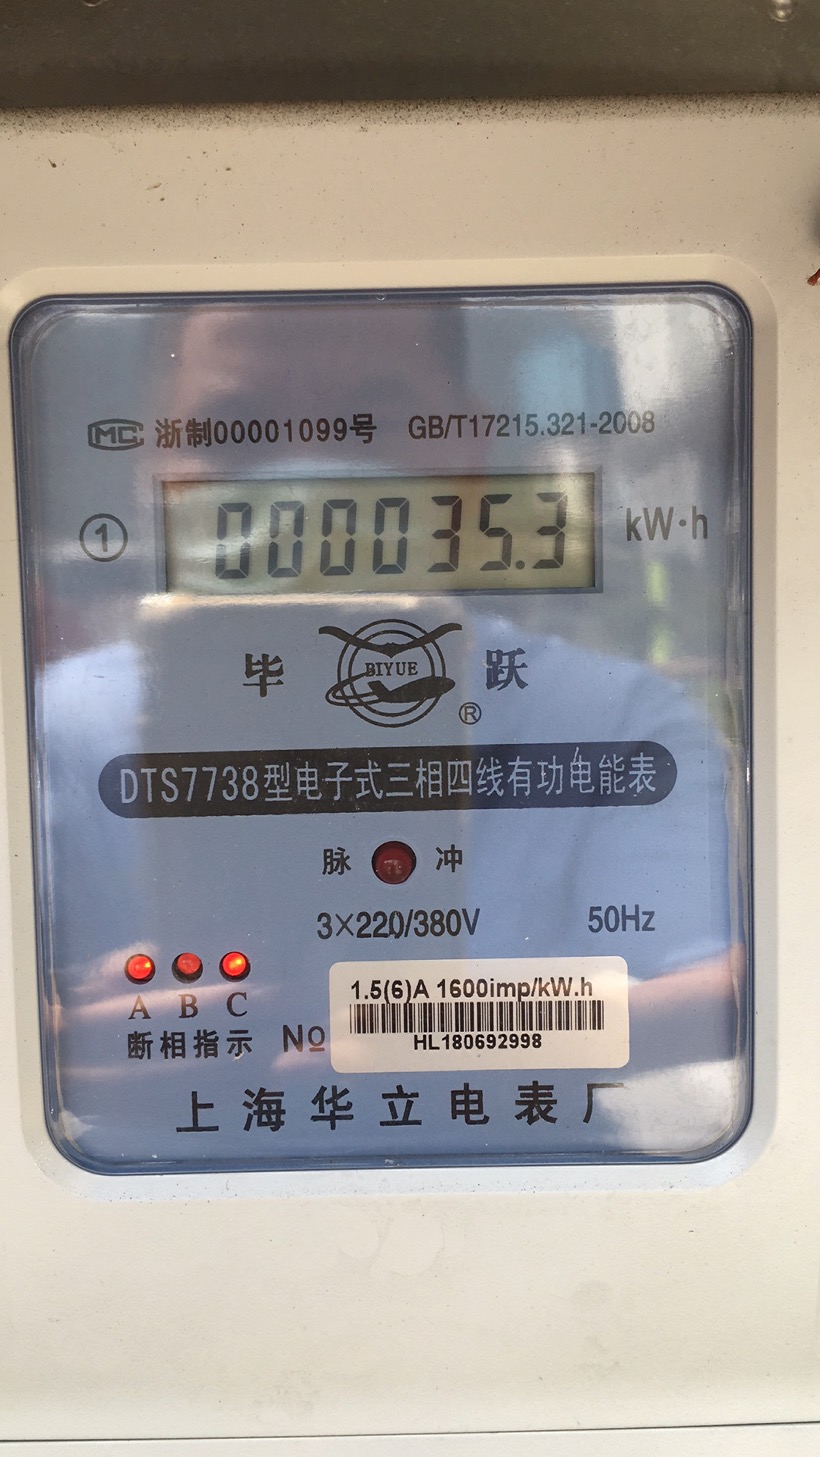 MC 浙制00001099号 GB/T17215.321-2008
① 000035.3 kW·h
毕 BIYUE 跃 ®
DTS7738型电子式三相四线有功电能表
脉 冲
3×220/380V 50Hz
A B C
断相指示
1.5(6)A 1600imp/kW.h
№ HL180692998
上海华立电表厂